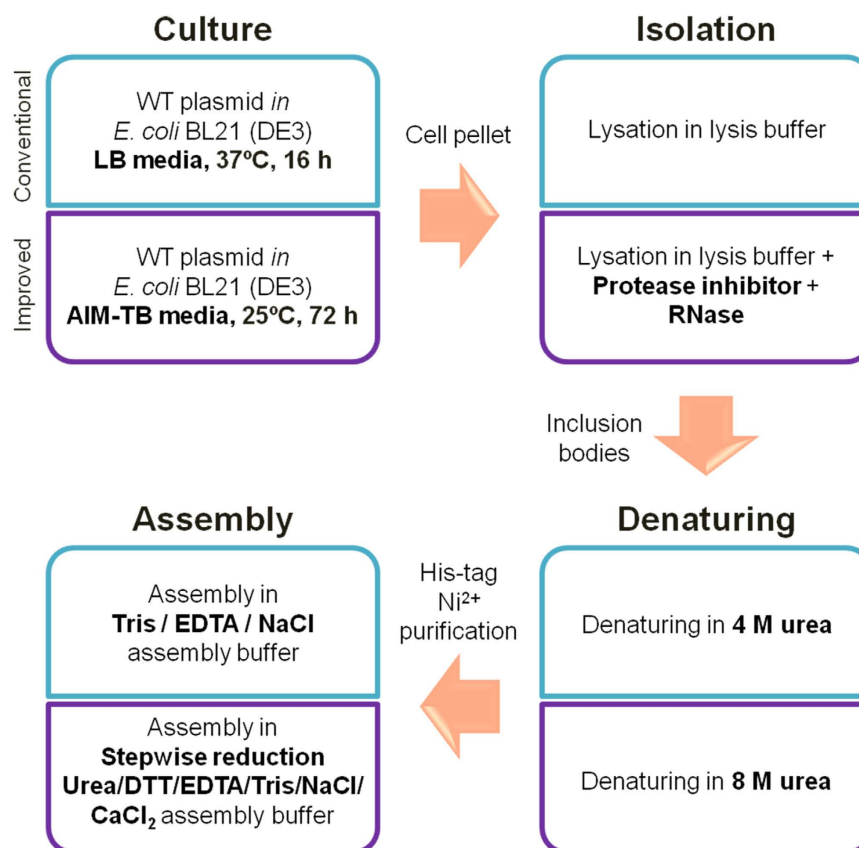 Culture
Conventional
WT plasmid in
E. coli BL21 (DE3)
LB media, 37ºC, 16 h
Improved
WT plasmid in
E. coli BL21 (DE3)
AIM-TB media, 25ºC, 72 h
Cell pellet
Isolation
Lysation in lysis buffer
Lysation in lysis buffer +
Protease inhibitor +
RNase
Inclusion
bodies
Denaturing
Denaturing in 4 M urea
Denaturing in 8 M urea
His-tag
Ni²⁺
purification
Assembly
Assembly in
Tris / EDTA / NaCl
assembly buffer
Assembly in
Stepwise reduction
Urea/DTT/EDTA/Tris/NaCl/
CaCl₂ assembly buffer